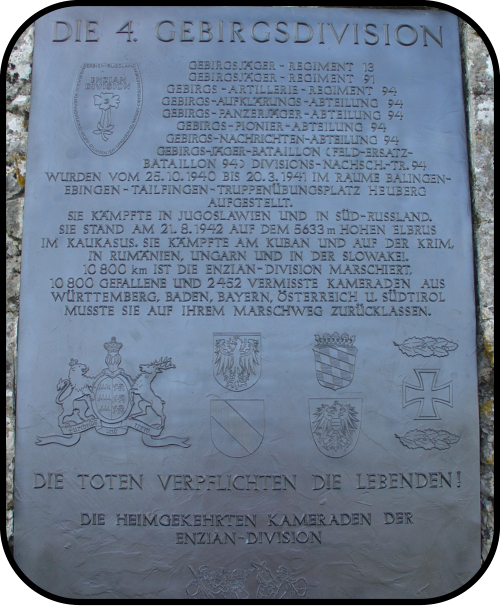 DIE 4. GEBIRGSDIVISION
ENZIAN
DIVISION
GEBIRGSJÄGER - REGIMENT 13
GEBIRGSJÄGER - REGIMENT 91
GEBIRGS - ARTILLERIE - REGIMENT 94
GEBIRGS - AUFKLÄRUNGS - ABTEILUNG 94
GEBIRGS - PANZERJÄGER - ABTEILUNG 94
GEBIRGS - PIONIER - ABTEILUNG 94
GEBIRGS - NACHRICHTEN - ABTEILUNG 94
GEBIRGS - JÄGER - BATAILLON (FELD - ERSATZ-
BATAILLON 94) DIVISIONS - NACHSCH.- TR. 94
WURDEN VOM 25. 10. 1940 BIS 20. 3. 1941 IM RAUME BALINGEN-
EBINGEN - TAILFINGEN - TRUPPENÜBUNGSPLATZ HEUBERG
AUFGESTELLT.
SIE KÄMPFTE IN JUGOSLAWIEN UND IN SÜD - RUSSLAND.
SIE STAND AM 21. 8. 1942 AUF DEM 5633 m HOHEN ELBRUS
IM KAUKASUS. SIE KÄMPFTE AM KUBAN UND AUF DER KRIM,
IN RUMÄNIEN, UNGARN UND IN DER SLOWAKEI.
10 800 km IST DIE ENZIAN - DIVISION MARSCHIERT.
10 800 GEFALLENE UND 2452 VERMISSTE KAMERADEN AUS
WÜRTTEMBERG, BADEN, BAYERN, ÖSTERREICH U. SÜDTIROL
MUSSTE SIE AUF IHREM MARSCHWEG ZURÜCKLASSEN.
DIE TOTEN VERPFLICHTEN DIE LEBENDEN!
DIE HEIMGEKEHRTEN KAMERADEN DER
ENZIAN - DIVISION